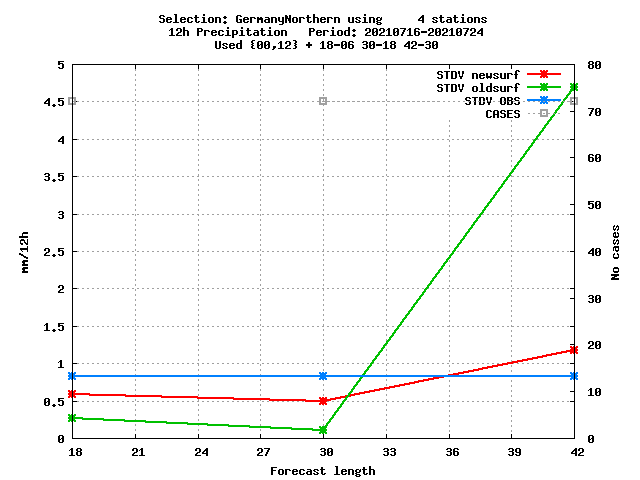 Selection: GermanyNorthern using     4 stations
12h Precipitation   Period: 20210716-20210724
Used {00,12} + 18-06 30-18 42-30
5
4.5
4
3.5
3
2.5
2
1.5
1
0.5
0
mm/12h
80
70
60
50
40
30
20
10
0
No cases
STDV newsurf
STDV oldsurf
STDV OBS
CASES
18 21 24 27 30 33 36 39 42
Forecast length